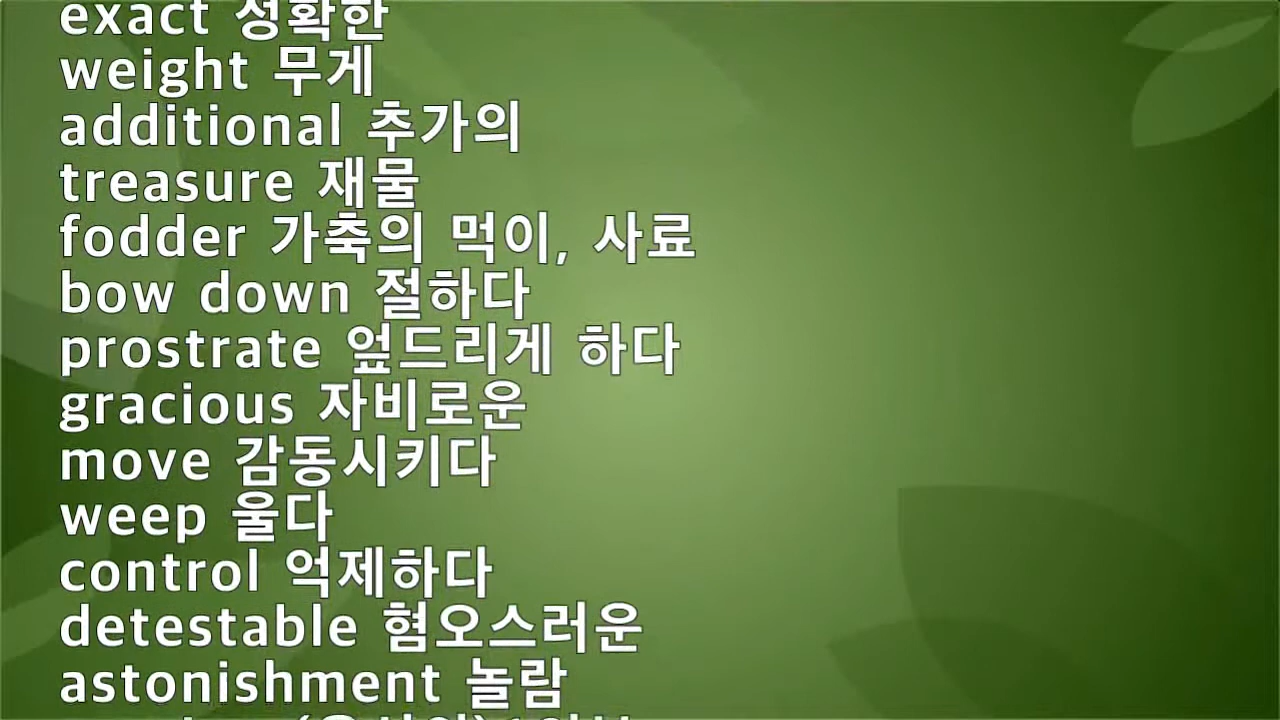 exact 정확한
weight 무게
additional 추가의
treasure 재물
fodder 가축의 먹이, 사료
bow down 절하다
prostrate 엎드리게 하다
gracious 자비로운
move 감동시키다
weep 울다
control 억제하다
detestable 혐오스러운
astonishment 놀람